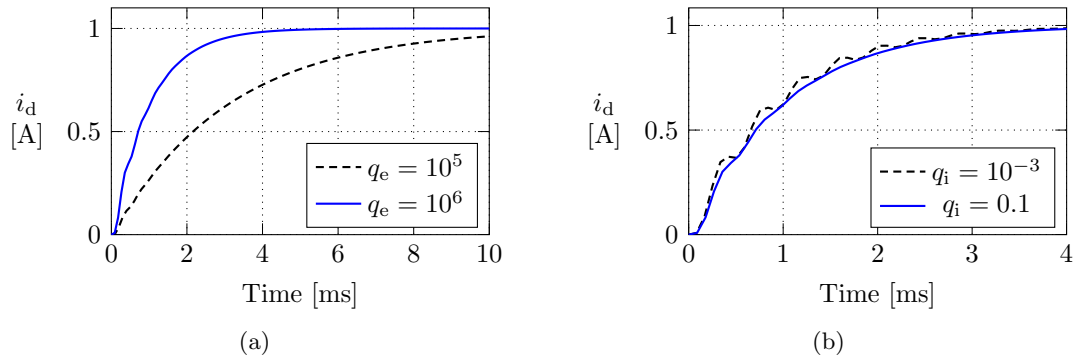 1
0.5
0
i_d
[A]
0 2 4 6 8 10
Time [ms]
q_e = 10^5
q_e = 10^6
(a)
1
0.5
0
i_d
[A]
0 1 2 3 4
Time [ms]
q_i = 10^{-3}
q_i = 0.1
(b)